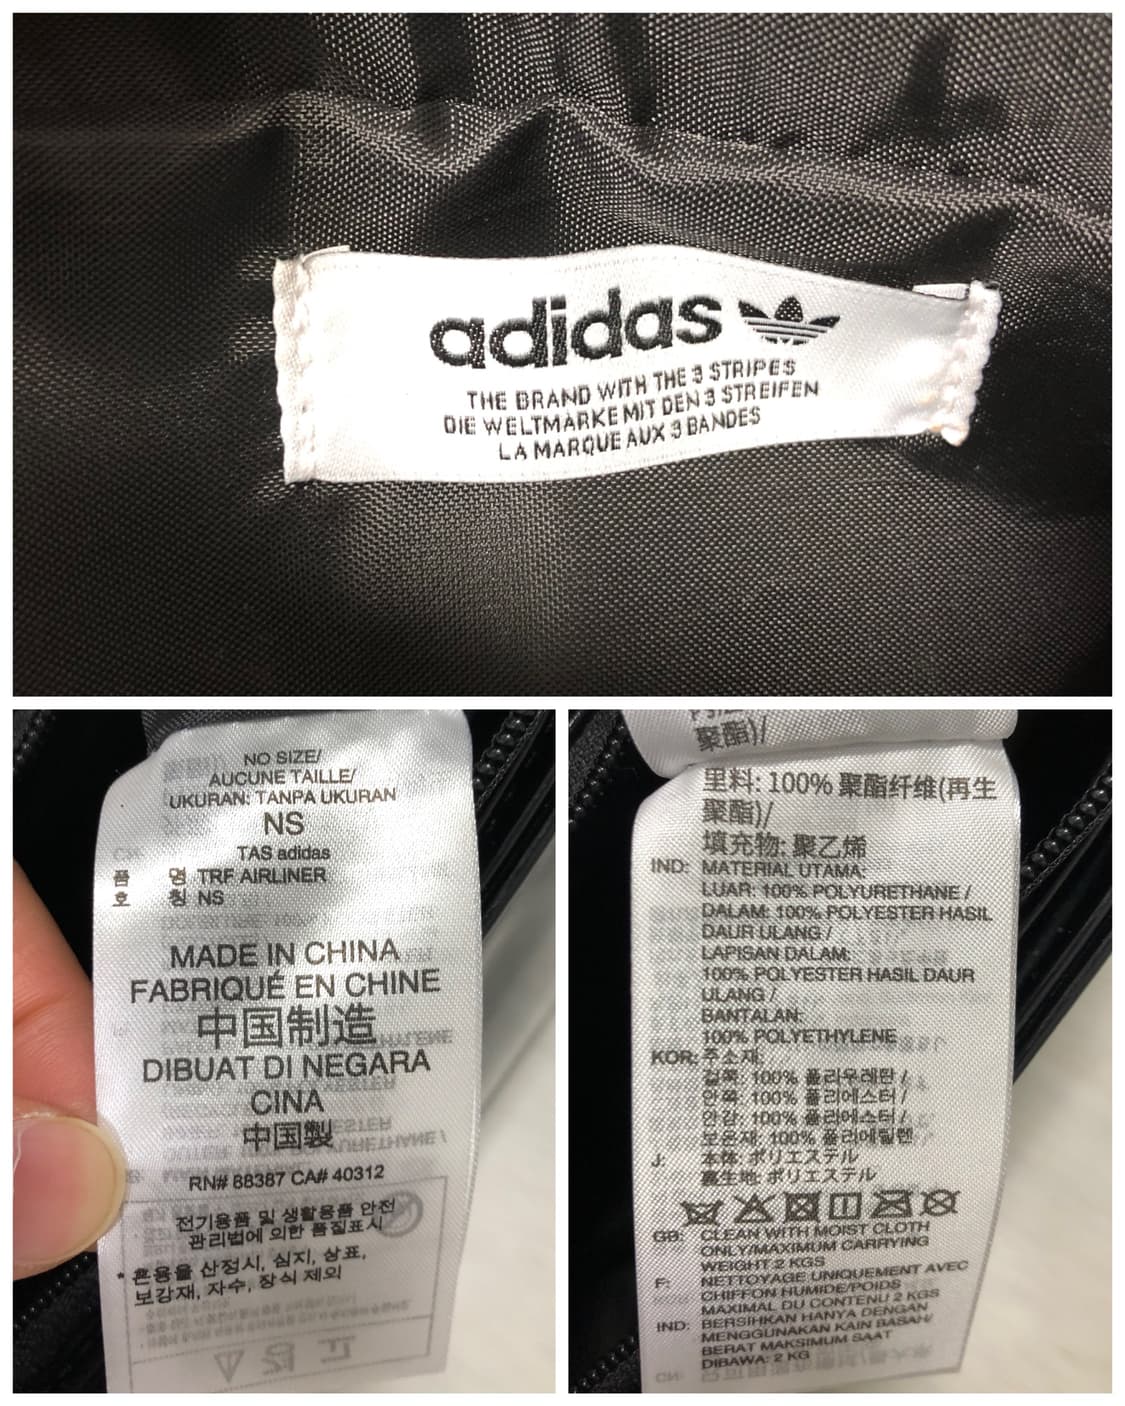 adidas
THE BRAND WITH THE 3 STRIPES
DIE WELTMARKE MIT DEN 3 STREIFEN
LA MARQUE AUX 3 BANDES
NO SIZE/
AUCUNE TAILLE/
UKURAN: TANPA UKURAN
NS
TAS adidas
품 명 TRF AIRLINER
호 칭 NS
MADE IN CHINA
FABRIQUÉ EN CHINE
中国制造
DIBUAT DI NEGARA
CINA
中国製
RN# 88387 CA# 40312
전기용품 및 생활용품 안전
관리법에 의한 품질표시
* 혼용율 산정시, 심지, 상표,
보강재, 자수, 장식 제외
聚酯)/
里料: 100% 聚酯纤维(再生
聚酯)/
填充物: 聚乙烯
IND: MATERIAL UTAMA:
LUAR: 100% POLYURETHANE /
DALAM: 100% POLYESTER HASIL
DAUR ULANG /
LAPISAN DALAM:
100% POLYESTER HASIL DAUR
ULANG /
BANTALAN:
100% POLYETHYLENE
KOR: 주소재:
겉쪽: 100% 폴리우레탄 /
안쪽: 100% 폴리에스터 /
안감: 100% 폴리에스터 /
보온재: 100% 폴리에틸렌
J: 本体: ポリエステル
裏生地: ポリエステル
GB: CLEAN WITH MOIST CLOTH
ONLY/MAXIMUM CARRYING
WEIGHT 2 KGS
F: NETTOYAGE UNIQUEMENT AVEC
CHIFFON HUMIDE/POIDS
MAXIMAL DU CONTENU 2 KGS
IND: BERSIHKAN HANYA DENGAN
MENGGUNAKAN KAIN BASAH/
BERAT MAKSIMUM SAAT
DIBAWA: 2 KG